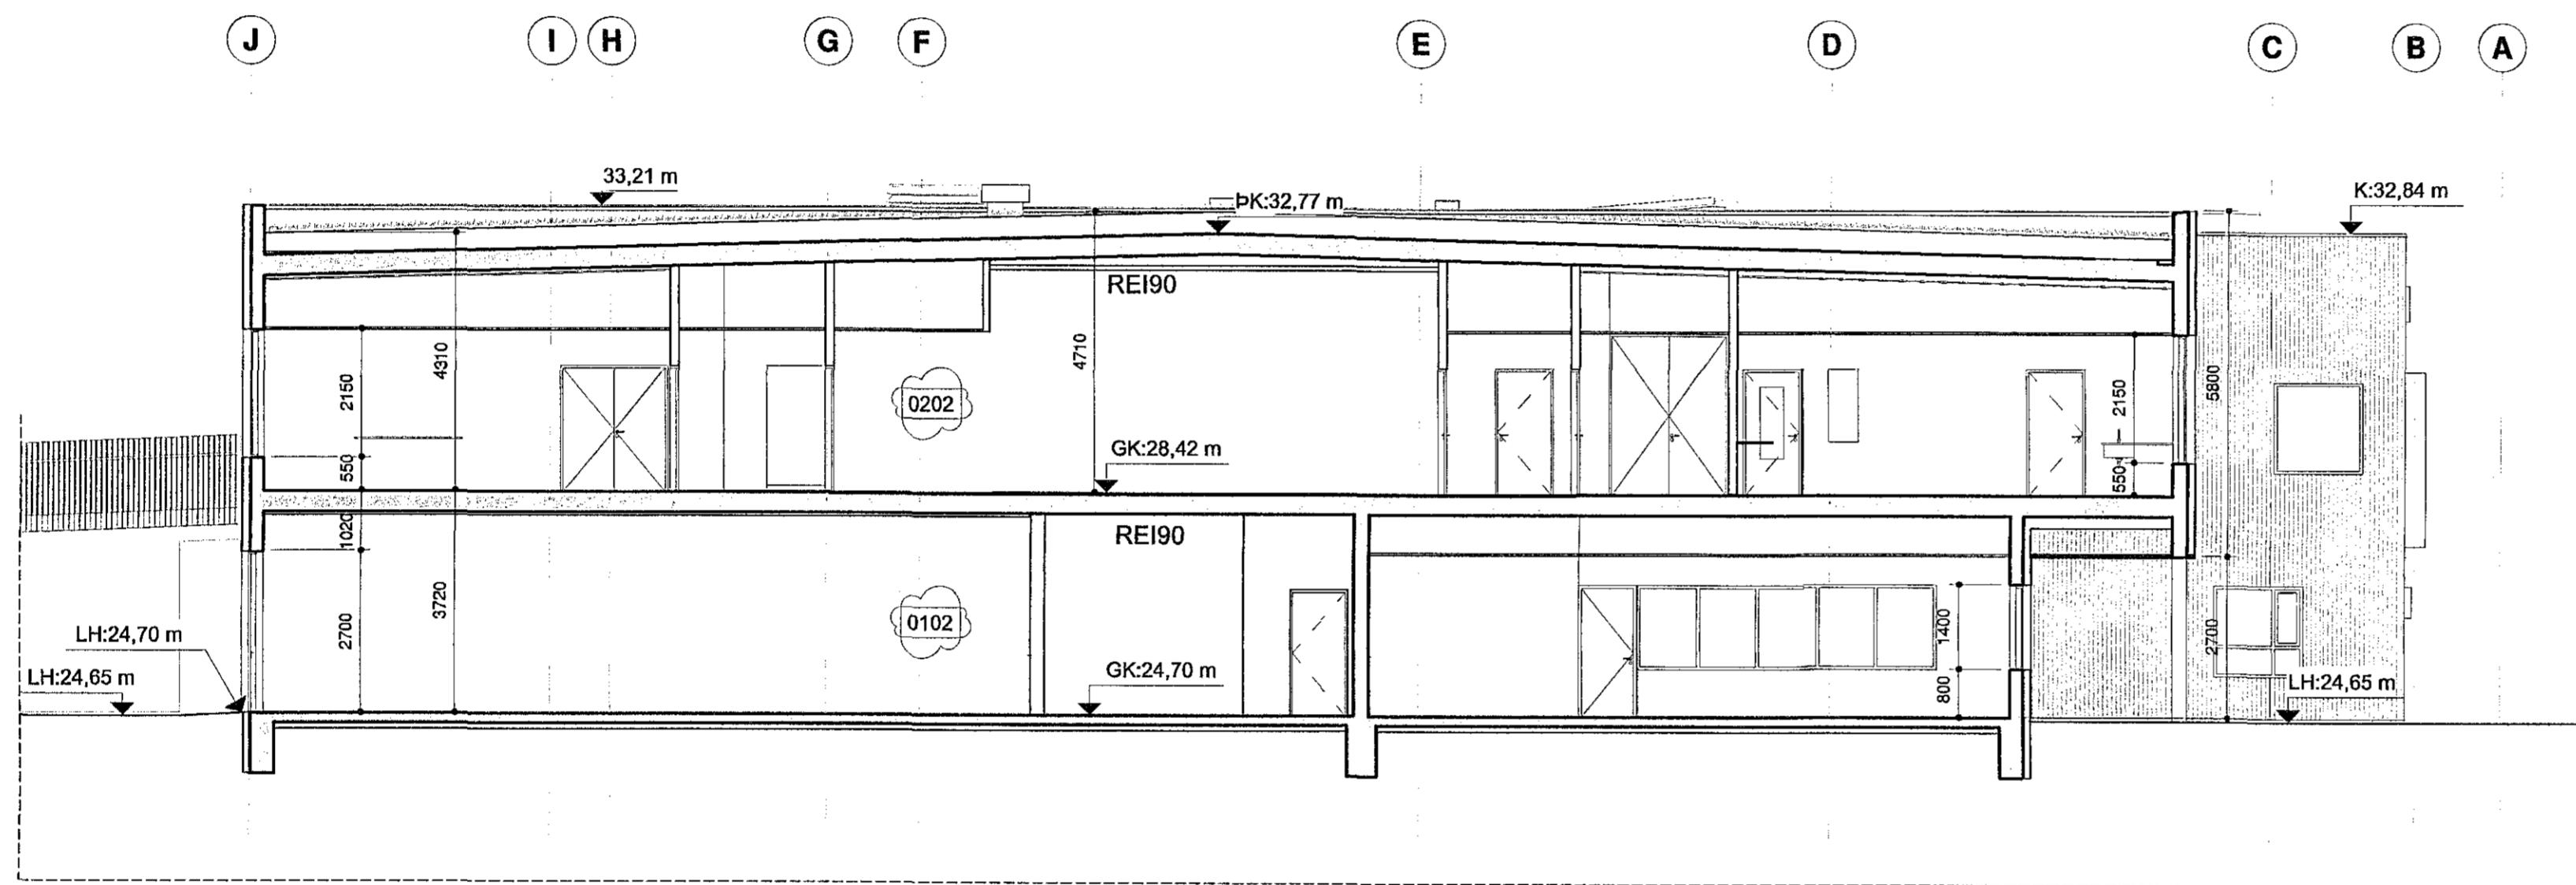 J I H G F E D C B A
33,21 m
ÞK:32,77 m
K:32,84 m
REI90
4310
4710
2150
0202
2150
5800
GK:28,42 m
550
550
1020
REI90
3720
2700
0102
1400
2700
LH:24,70 m
GK:24,70 m
LH:24,65 m
800
LH:24,65 m